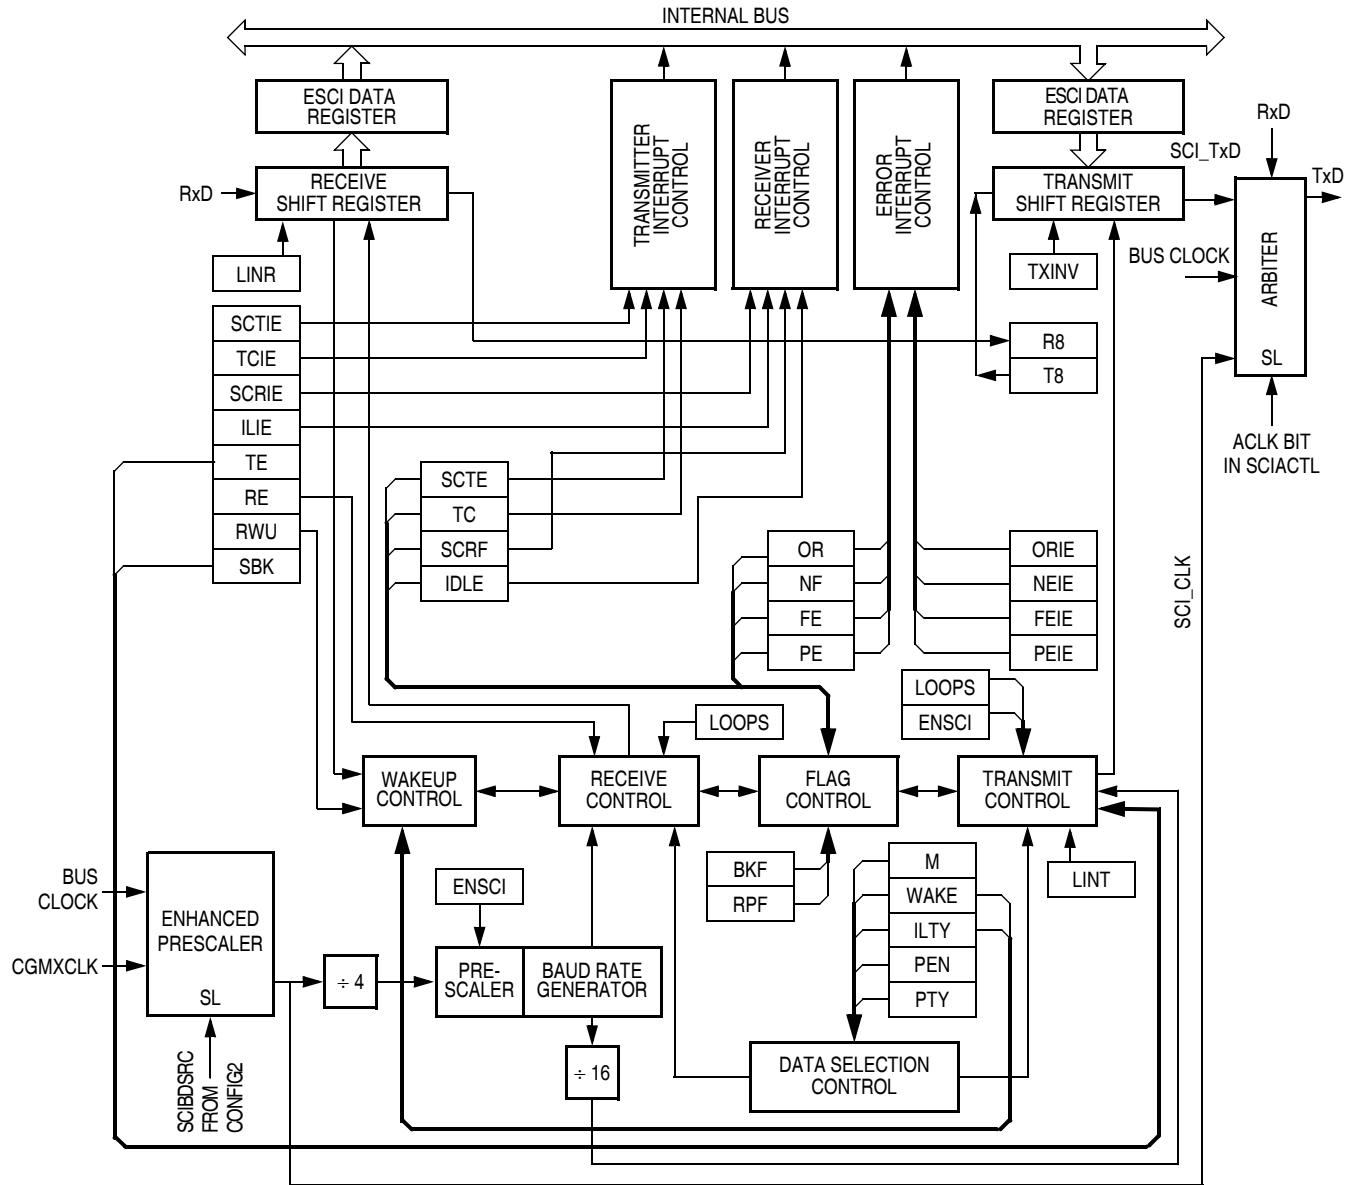 INTERNAL BUS
ESCI DATA
REGISTER
ESCI DATA
REGISTER
RxD
SCI_TxD
TxD
RxD
RECEIVE
SHIFT REGISTER
TRANSMITTER
INTERRUPT
CONTROL
RECEIVER
INTERRUPT
CONTROL
ERROR
INTERRUPT
CONTROL
TRANSMIT
SHIFT REGISTER
LINR
TXINV
BUS CLOCK
ARBITER
SL
SCTIE
TCIE
SCRIE
ILIE
TE
RE
RWU
SBK
R8
T8
ACLK BIT
IN SCIACTL
SCTE
TC
SCRF
IDLE
OR
NF
FE
PE
ORIE
NEIE
FEIE
PEIE
SCI_CLK
LOOPS
LOOPS
ENSCI
WAKEUP
CONTROL
RECEIVE
CONTROL
FLAG
CONTROL
TRANSMIT
CONTROL
BKF
RPF
M
WAKE
ILTY
PEN
PTY
LINT
BUS
CLOCK
CGMXCLK
ENHANCED
PRESCALER
SL
ENSCI
÷ 4
PRE-
SCALER
BAUD RATE
GENERATOR
÷ 16
DATA SELECTION
CONTROL
SCIBDSRC
FROM
CONFIG2